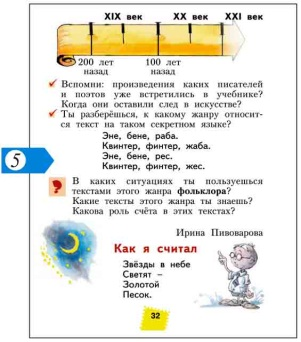 XIX век XX век XXI век
200 лет назад
100 лет назад
Вспомни: произведения каких писателей
и поэтов уже встретились в учебнике?
Когда они оставили след в искусстве?
Ты разберёшься, к какому жанру относит-
ся текст на таком секретном языке?
Эне, бене, раба.
Квинтер, финтер, жаба.
Эне, бене, рес.
Квинтер, финтер, жес.
5
?
В каких ситуациях ты пользуешься
текстами этого жанра фольклора?
Какие тексты этого жанра ты знаешь?
Какова роль счёта в этих текстах?
Ирина Пивоварова
Как я считал
Звёзды в небе
Светят –
Золотой
Песок.
32